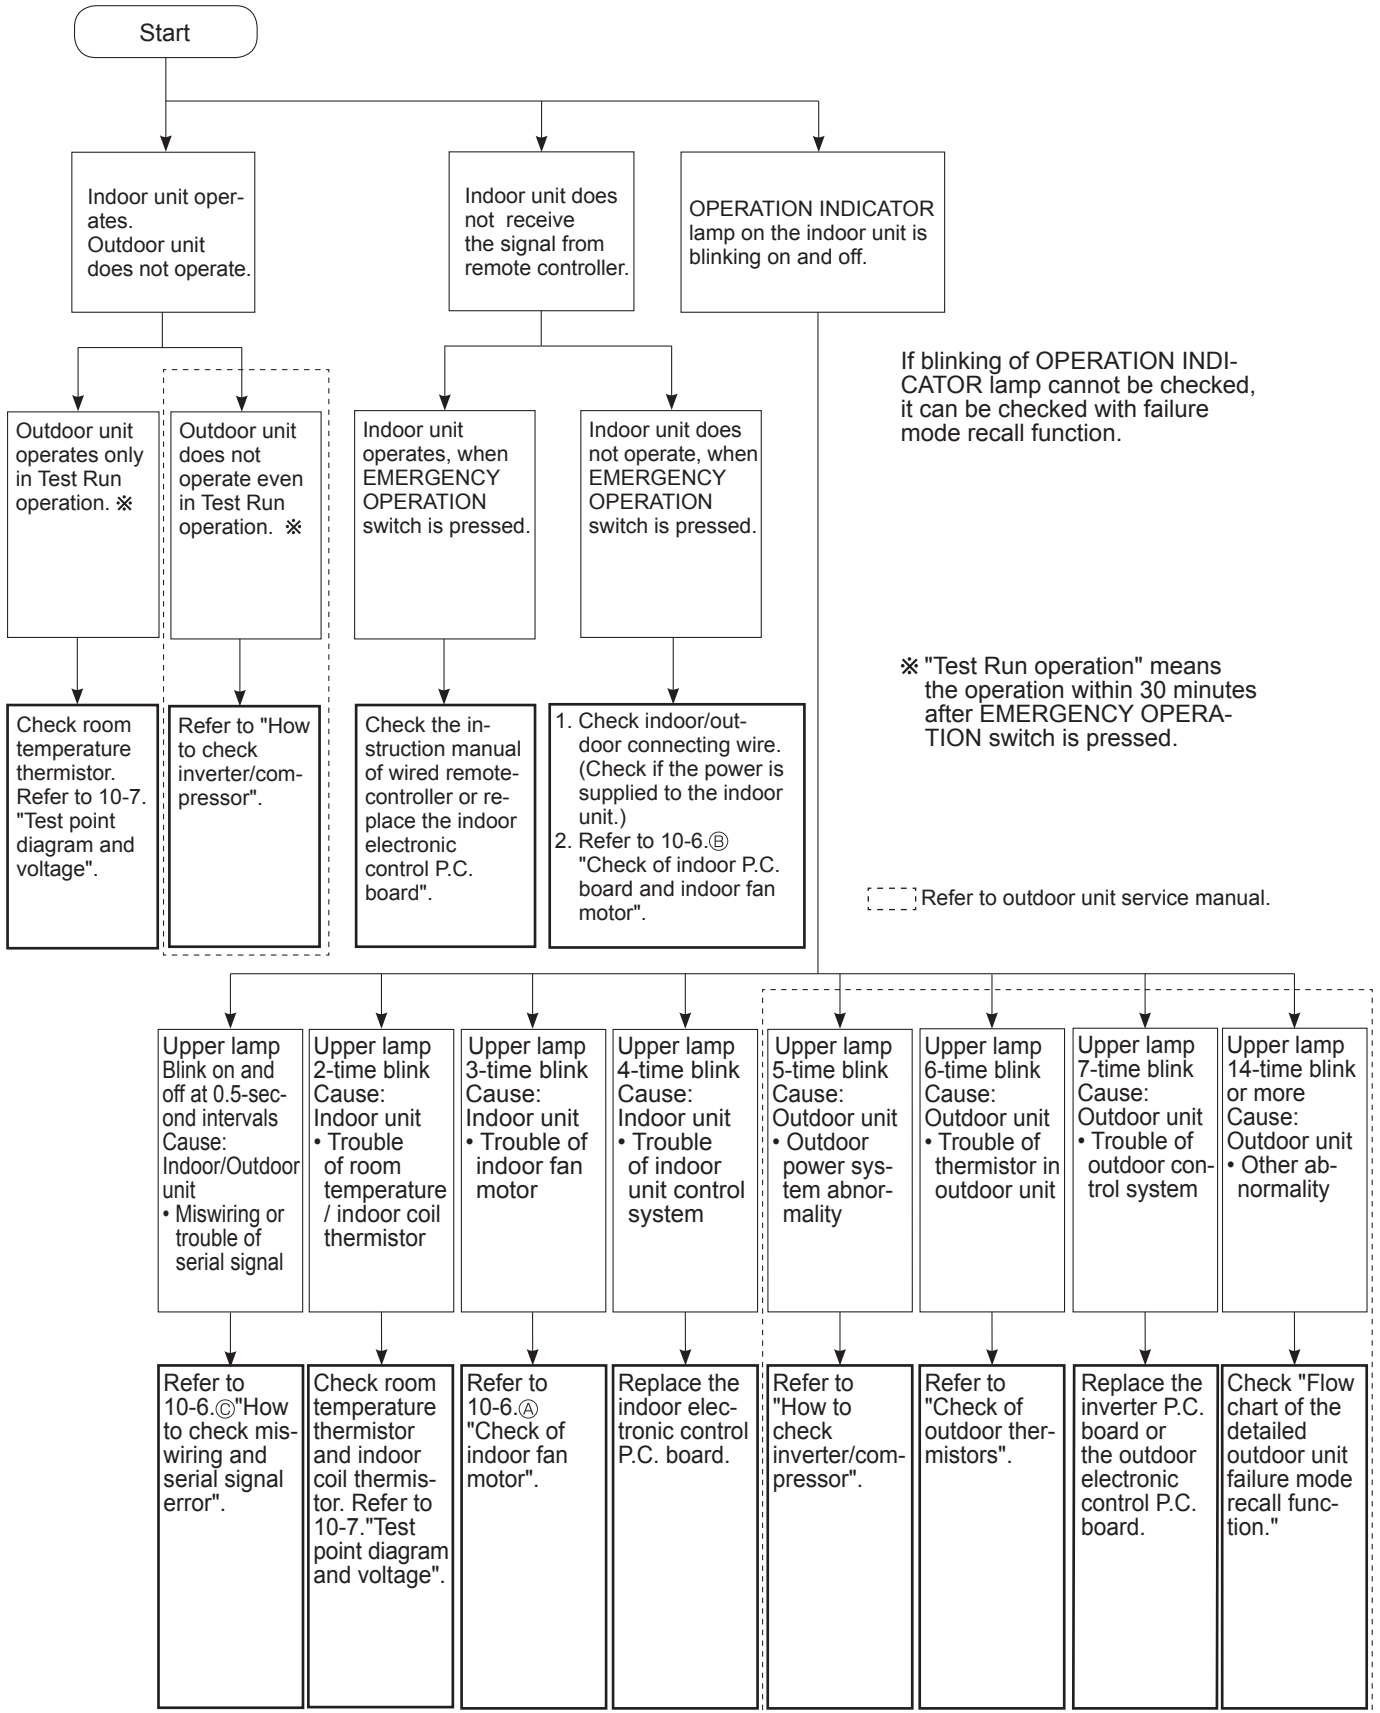 Start
Indoor unit oper-
ates.
Outdoor unit
does not operate.
Indoor unit does
not receive
the signal from
remote controller.
OPERATION INDICATOR
lamp on the indoor unit is
blinking on and off.
If blinking of OPERATION INDI-
CATOR lamp cannot be checked,
it can be checked with failure
mode recall function.
Outdoor unit
operates only
in Test Run
operation. ※
Outdoor unit
does not
operate even
in Test Run
operation. ※
Indoor unit
operates, when
EMERGENCY
OPERATION
switch is pressed.
Indoor unit does
not operate, when
EMERGENCY
OPERATION
switch is pressed.
※ "Test Run operation" means
the operation within 30 minutes
after EMERGENCY OPERA-
TION switch is pressed.
Check room
temperature
thermistor.
Refer to 10-7.
"Test point
diagram and
voltage".
Refer to "How
to check
inverter/com-
pressor".
Check the in-
struction manual
of wired remote-
controller or re-
place the indoor
electronic
control P.C.
board".
1. Check indoor/out-
door connecting wire.
(Check if the power is
supplied to the indoor
unit.)
2. Refer to 10-6.Ⓑ
"Check of indoor P.C.
board and indoor fan
motor".
Refer to outdoor unit service manual.
Upper lamp
Blink on and
off at 0.5-sec-
ond intervals
Cause:
Indoor/Outdoor
unit
• Miswiring or
trouble of
serial signal
Upper lamp
2-time blink
Cause:
Indoor unit
• Trouble
of room
temperature
/ indoor coil
thermistor
Upper lamp
3-time blink
Cause:
Indoor unit
• Trouble of
indoor fan
motor
Upper lamp
4-time blink
Cause:
Indoor unit
• Trouble
of indoor
unit control
system
Upper lamp
5-time blink
Cause:
Outdoor unit
• Outdoor
power sys-
tem abnor-
mality
Upper lamp
6-time blink
Cause:
Outdoor unit
• Trouble of
thermistor in
outdoor unit
Upper lamp
7-time blink
Cause:
Outdoor unit
• Trouble of
outdoor con-
trol system
Upper lamp
14-time blink
or more
Cause:
Outdoor unit
• Other ab-
normality
Refer to
10-6.Ⓒ"How
to check mis-
wiring and
serial signal
error".
Check room
temperature
thermistor
and indoor
coil thermis-
tor. Refer to
10-7."Test
point diagram
and voltage".
Refer to
10-6.Ⓐ
"Check of
indoor fan
motor".
Replace the
indoor elec-
tronic control
P.C. board.
Refer to
"How to
check
inverter/com-
pressor".
Refer to
"Check of
outdoor ther-
mistors".
Replace the
inverter P.C.
board or
the outdoor
electronic
control P.C.
board.
Check "Flow
chart of the
detailed
outdoor unit
failure mode
recall func-
tion."